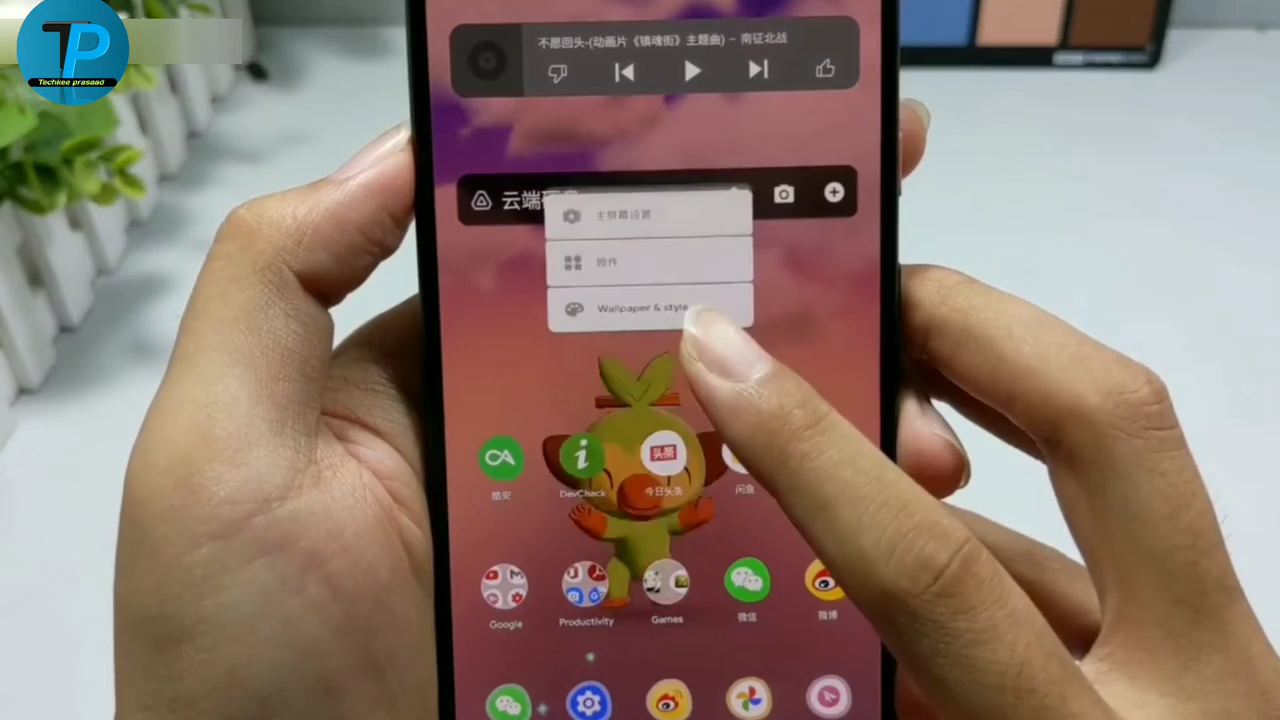 TP
Techkee prasaad
不愿回头-(动画片《镇魂街》主题曲) – 南征北战
云端
主屏幕设置
Wallpaper & style
头条
酷安
DevCheck
今日头条
闲鱼
Google
Productivity
Games
微信
微博